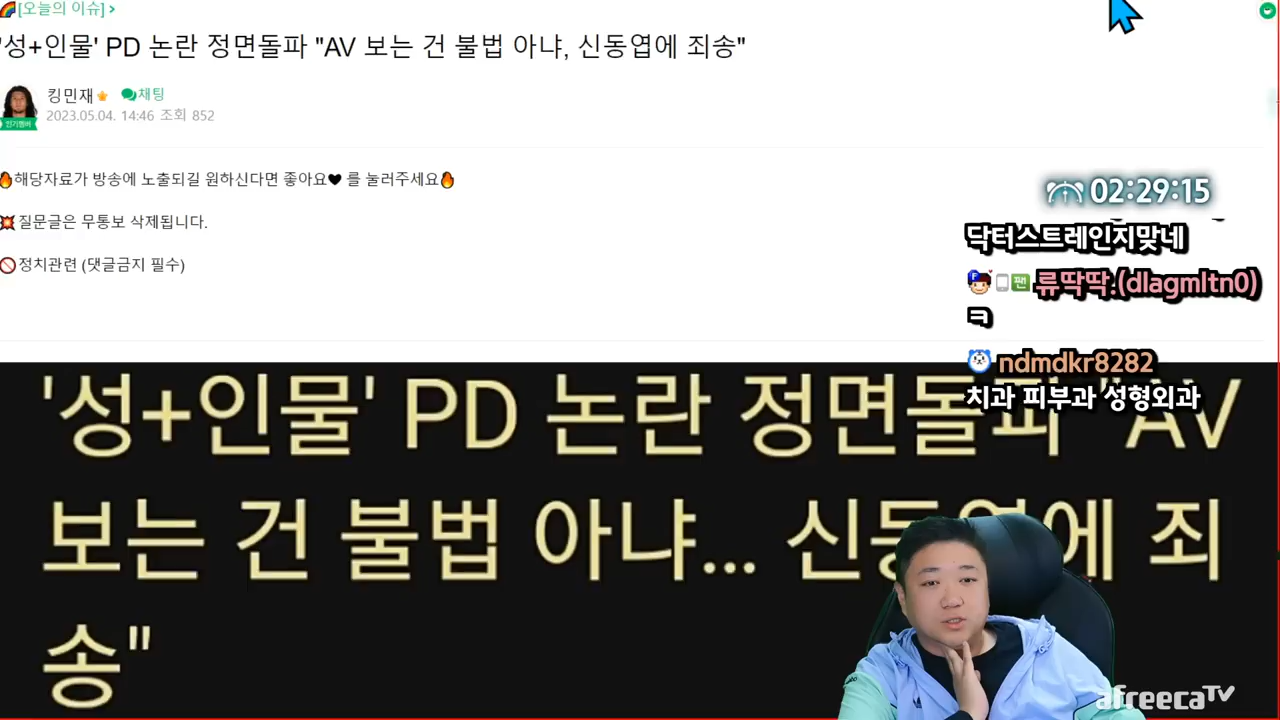 [오늘의 이슈] >
'성+인물' PD 논란 정면돌파 "AV 보는 건 불법 아냐, 신동엽에 죄송"
킹민재 채팅
인기멤버
2023.05.04. 14:46 조회 852
해당자료가 방송에 노출되길 원하신다면 좋아요🖤 를 눌러주세요
질문글은 무통보 삭제됩니다.
정치관련 (댓글금지 필수)
02:29:15
닥터스트레인지맞네
F 팬 류딱딱.(dlagmltn0)
ㅋ
ndmdkr8282
치과 피부과 성형외과
'성+인물' PD 논란 정면돌파 "AV
보는 건 불법 아냐... 신동엽에 죄
송"
afreecaTV